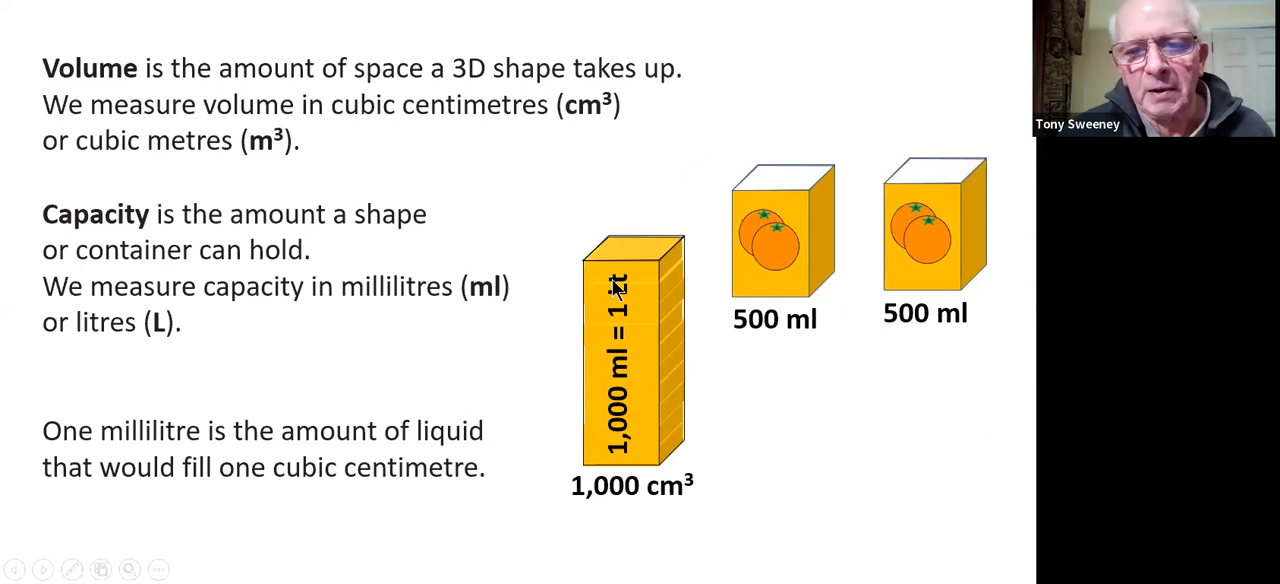 Volume is the amount of space a 3D shape takes up.
We measure volume in cubic centimetres (cm³)
or cubic metres (m³).
Capacity is the amount a shape
or container can hold.
We measure capacity in millilitres (ml)
or litres (L).
One millilitre is the amount of liquid
that would fill one cubic centimetre.
1,000 ml = 1
1,000 cm³
500 ml
500 ml
Tony Sweeney